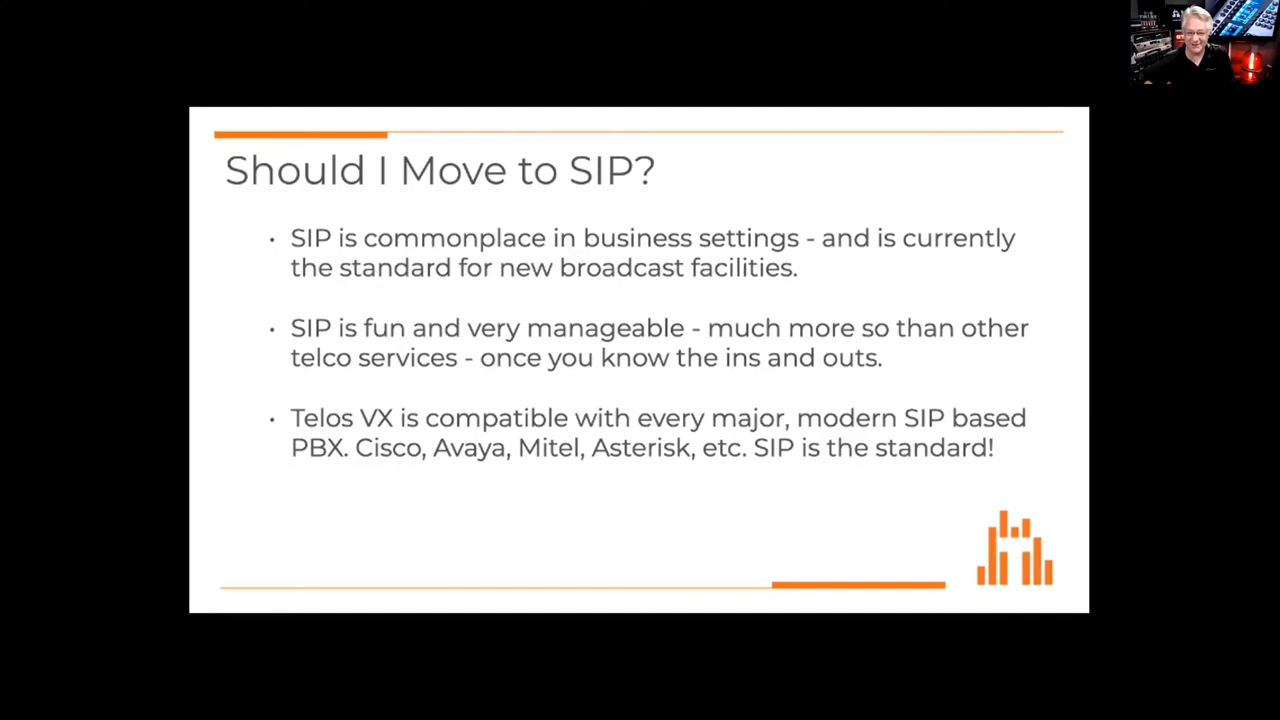 Should I Move to SIP?
• SIP is commonplace in business settings - and is currently
the standard for new broadcast facilities.
• SIP is fun and very manageable - much more so than other
telco services - once you know the ins and outs.
• Telos VX is compatible with every major, modern SIP based
PBX. Cisco, Avaya, Mitel, Asterisk, etc. SIP is the standard!